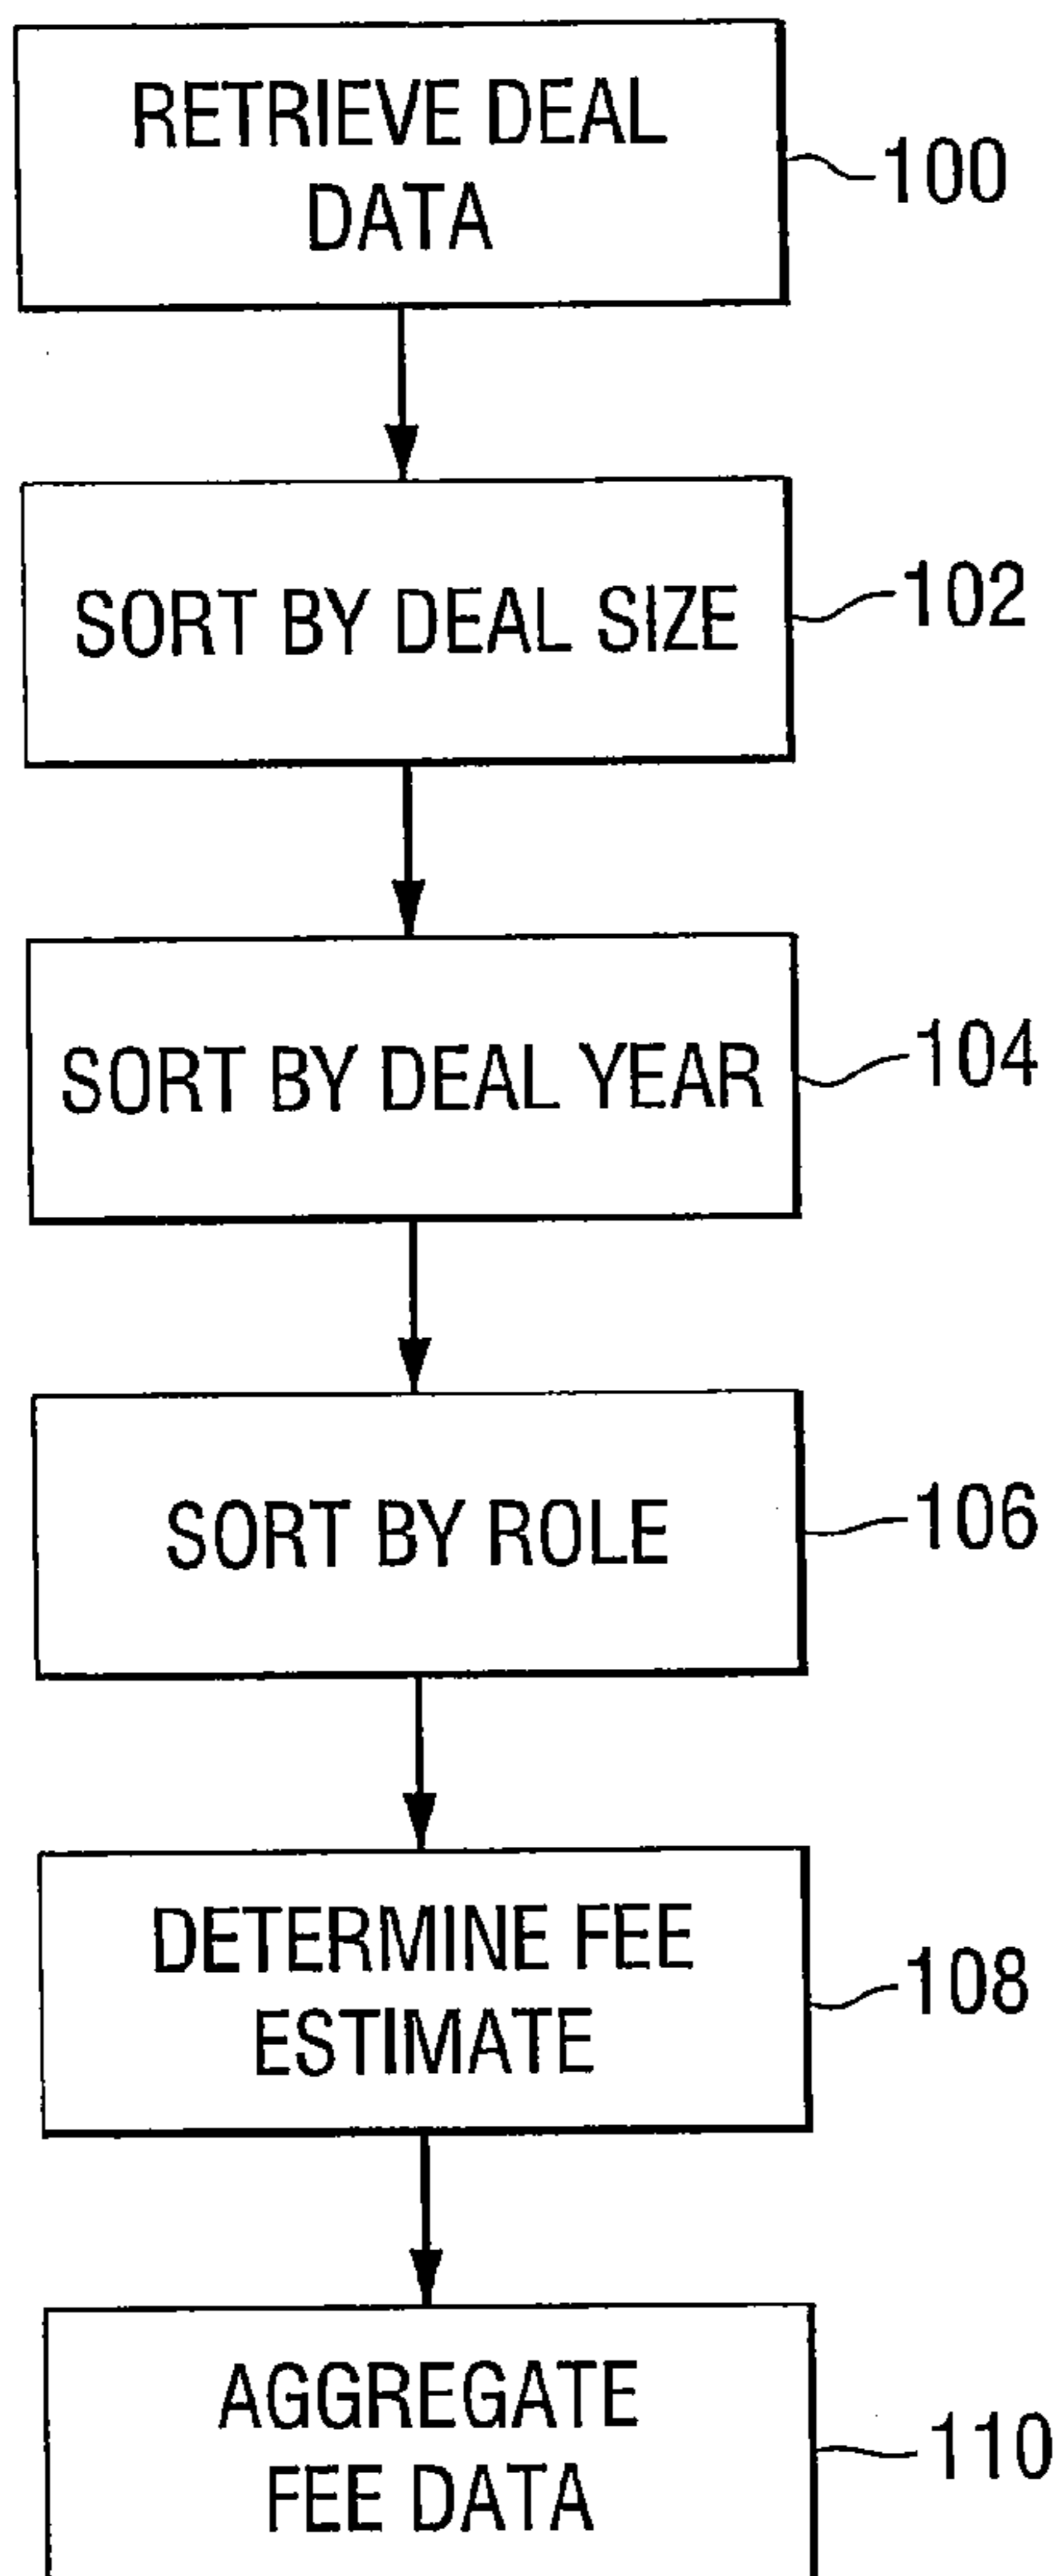 RETRIEVE DEAL
DATA
100
SORT BY DEAL SIZE
102
SORT BY DEAL YEAR
104
SORT BY ROLE
106
DETERMINE FEE
ESTIMATE
108
AGGREGATE
FEE DATA
110